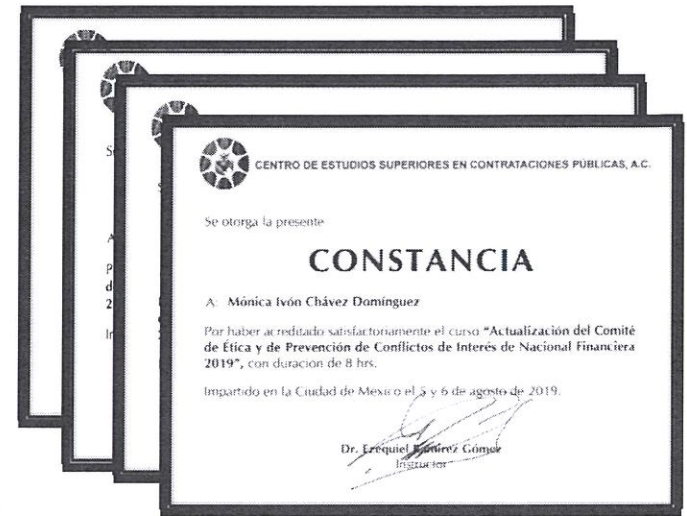 CENTRO DE ESTUDIOS SUPERIORES EN CONTRATACIONES PÚBLICAS, A.C.
Se otorga la presente
CONSTANCIA
A: Mónica Ivón Chávez Domínguez
Por haber acreditado satisfactoriamente el curso "Actualización del Comité
de Ética y de Prevención de Conflictos de Interés de Nacional Financiera
2019", con duración de 8 hrs.
Impartido en la Ciudad de México el 5 y 6 de agosto de 2019.
Dr. Ezequiel Ramírez Gómez
Instructor